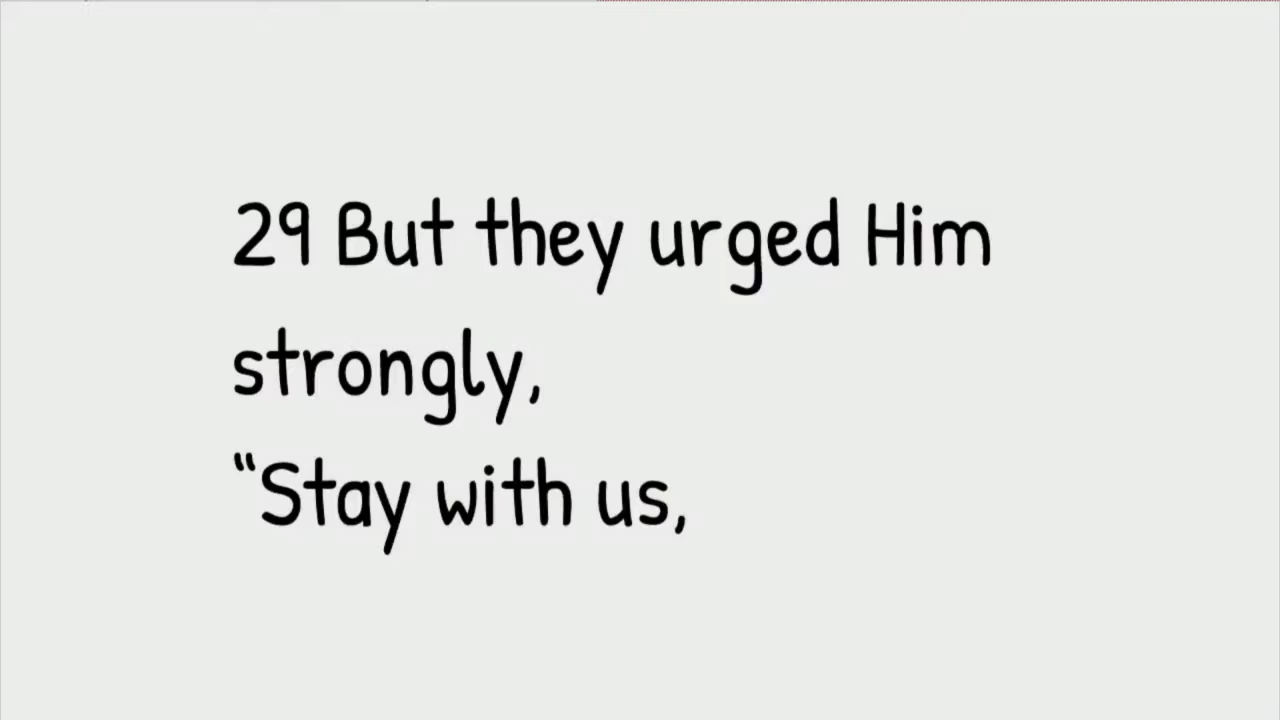 29 But they urged Him
strongly,
“Stay with us,